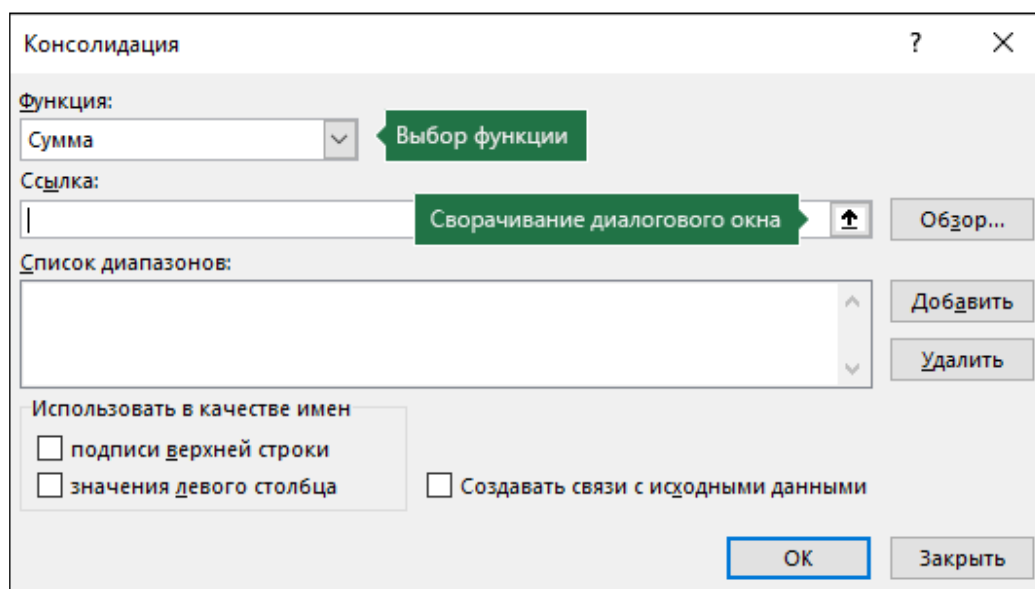 Консолидация ?
Функция:
Сумма
Выбор функции
Ссылка:
Сворачивание диалогового окна
Обзор...
Список диапазонов:
Добавить
Удалить
Использовать в качестве имен
подписи верхней строки
значения левого столбца
Создавать связи с исходными данными
ОК
Закрыть